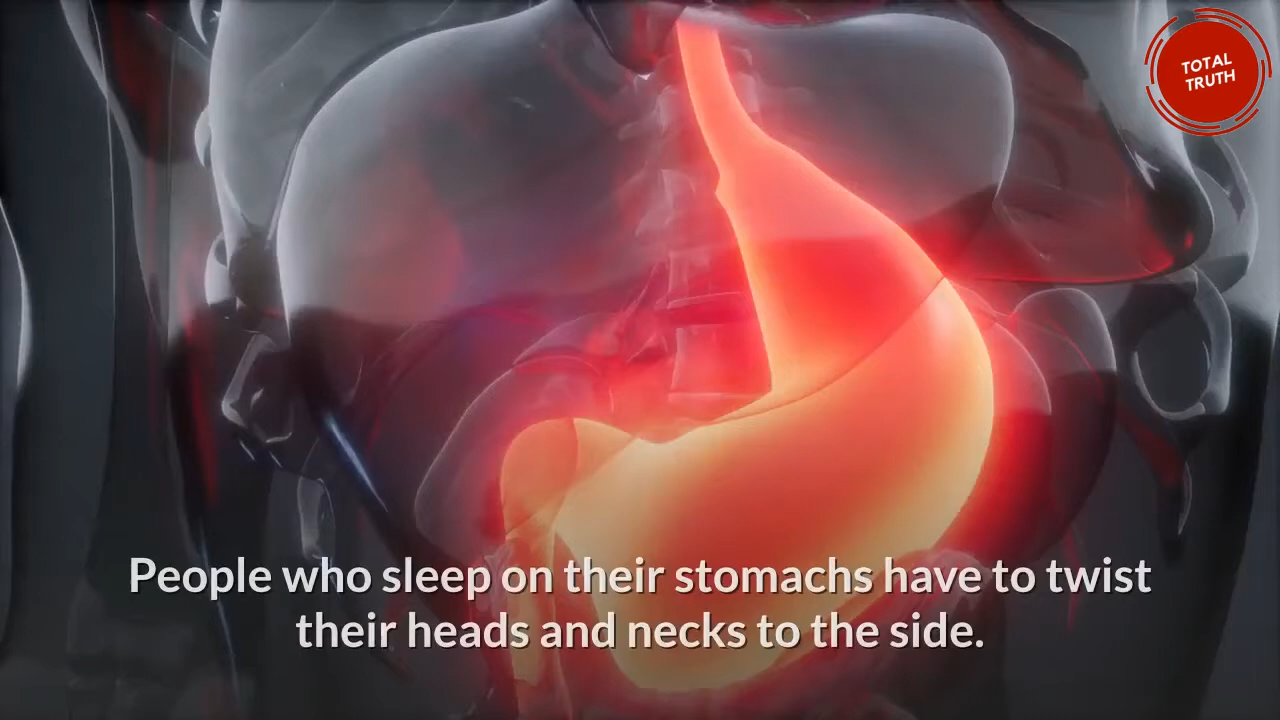 TOTAL
TRUTH
People who sleep on their stomachs have to twist
their heads and necks to the side.